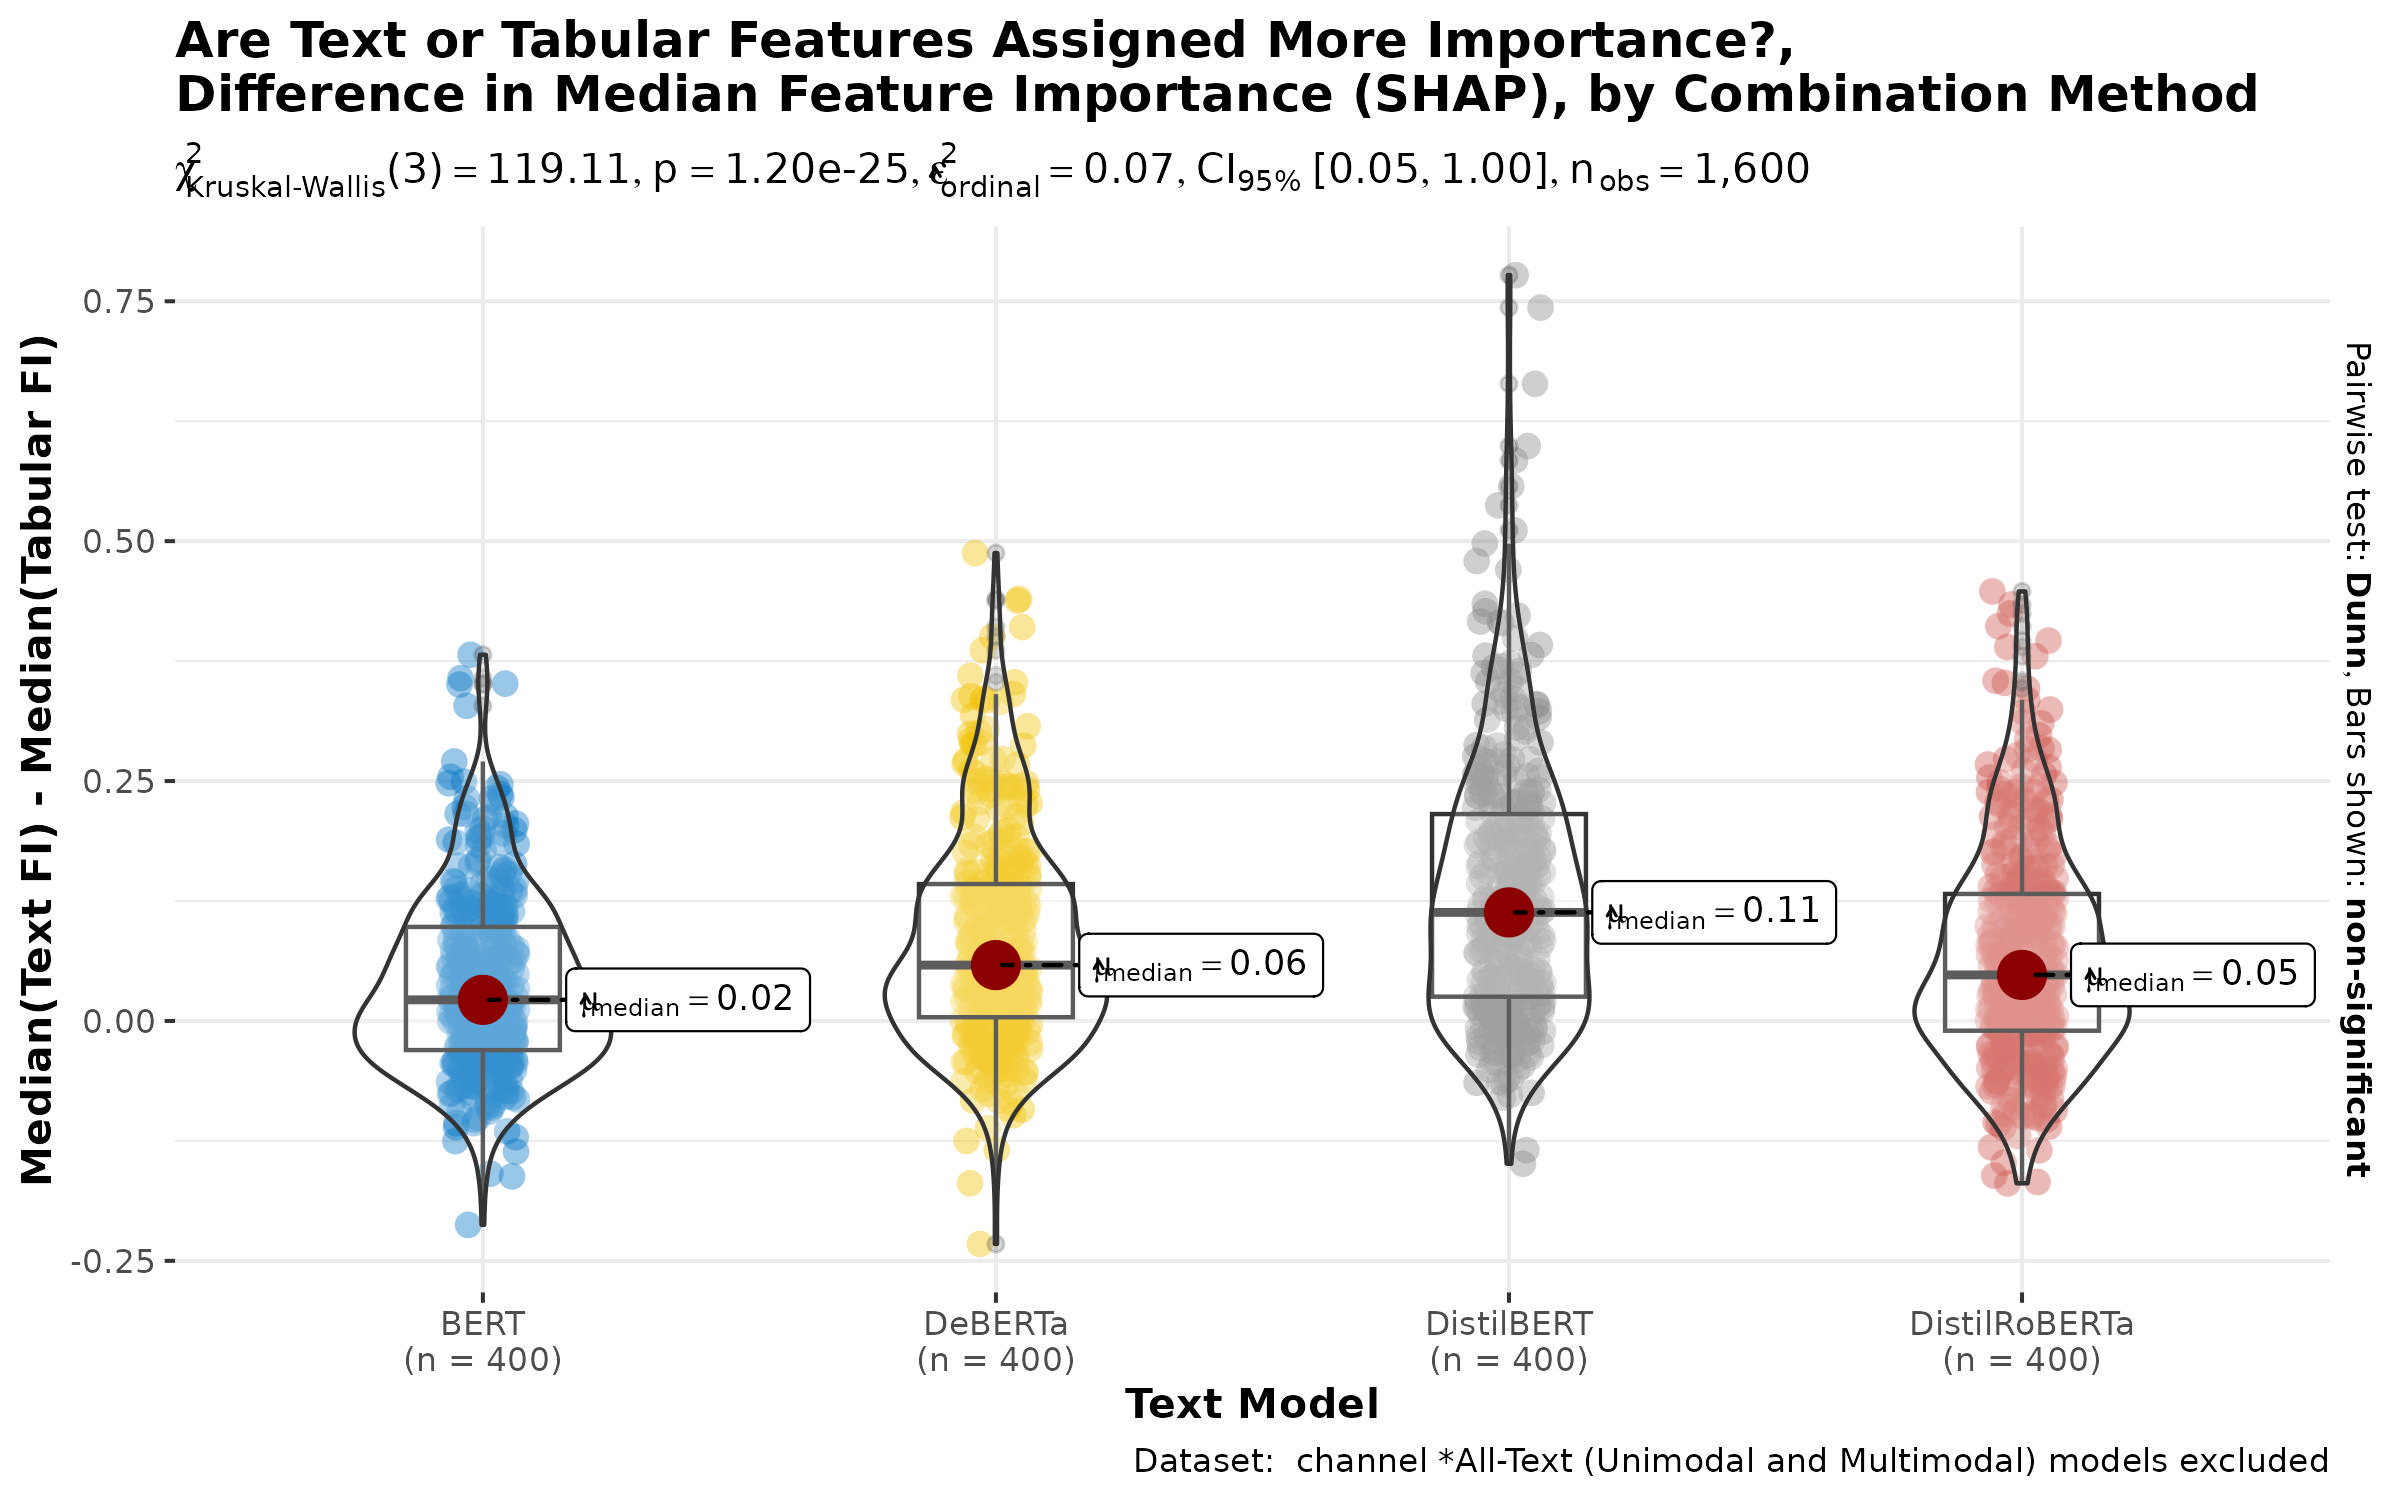 Are Text or Tabular Features Assigned More Importance?,
Difference in Median Feature Importance (SHAP), by Combination Method
χ²Kruskal-Wallis(3) = 119.11, p = 1.20e-25, ε²ordinal = 0.07, CI95% [0.05, 1.00], nobs = 1,600
Median(Text FI) - Median(Tabular FI)
0.75
0.50
0.25
0.00
-0.25
μ̂median = 0.02
μ̂median = 0.06
μ̂median = 0.11
μ̂median = 0.05
Pairwise test: Dunn, Bars shown: non-significant
BERT
(n = 400)
DeBERTa
(n = 400)
DistilBERT
(n = 400)
DistilRoBERTa
(n = 400)
Text Model
Dataset:  channel *All-Text (Unimodal and Multimodal) models excluded